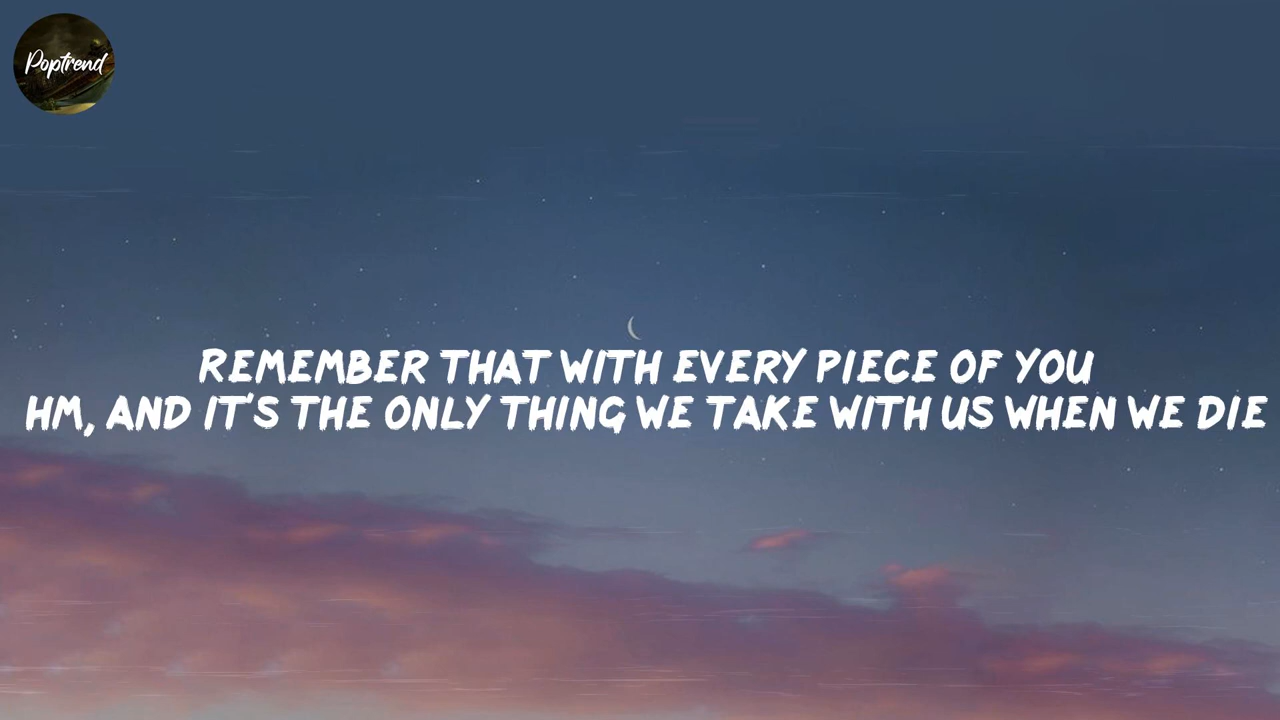 Poptrend
REMEMBER THAT WITH EVERY PIECE OF YOU
HM, AND IT'S THE ONLY THING WE TAKE WITH US WHEN WE DIE